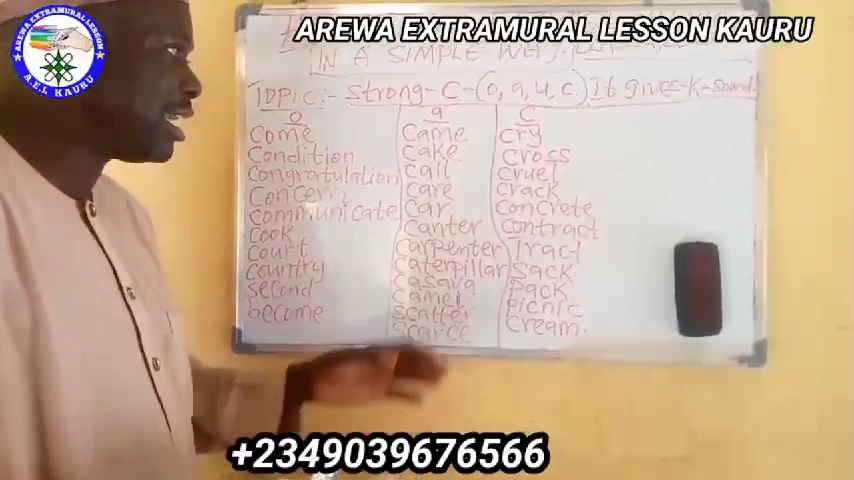 AREWA EXTRAMURAL LESSON KAURU
AREWA EXTRAMURAL LESSON
A.E.L KAURU
IN A SIMPLE WAY.
Topic:- Strong-C-(o, a, u, c.) It gives-K-Sound
o
Come
Condition
Congratulation
Concern
Communicate
Cook
Court
Country
Second
become
a
Came
Cake
Call
Care
Car
Canter
Carpenter
Caterpillar
Casava
Camel
Scatter
Scarce
C
Cry
Cross
Cruel
Crack
Concrete
Contract
Tract
Sack
Pack
Picnic
Cream.
+2349039676566